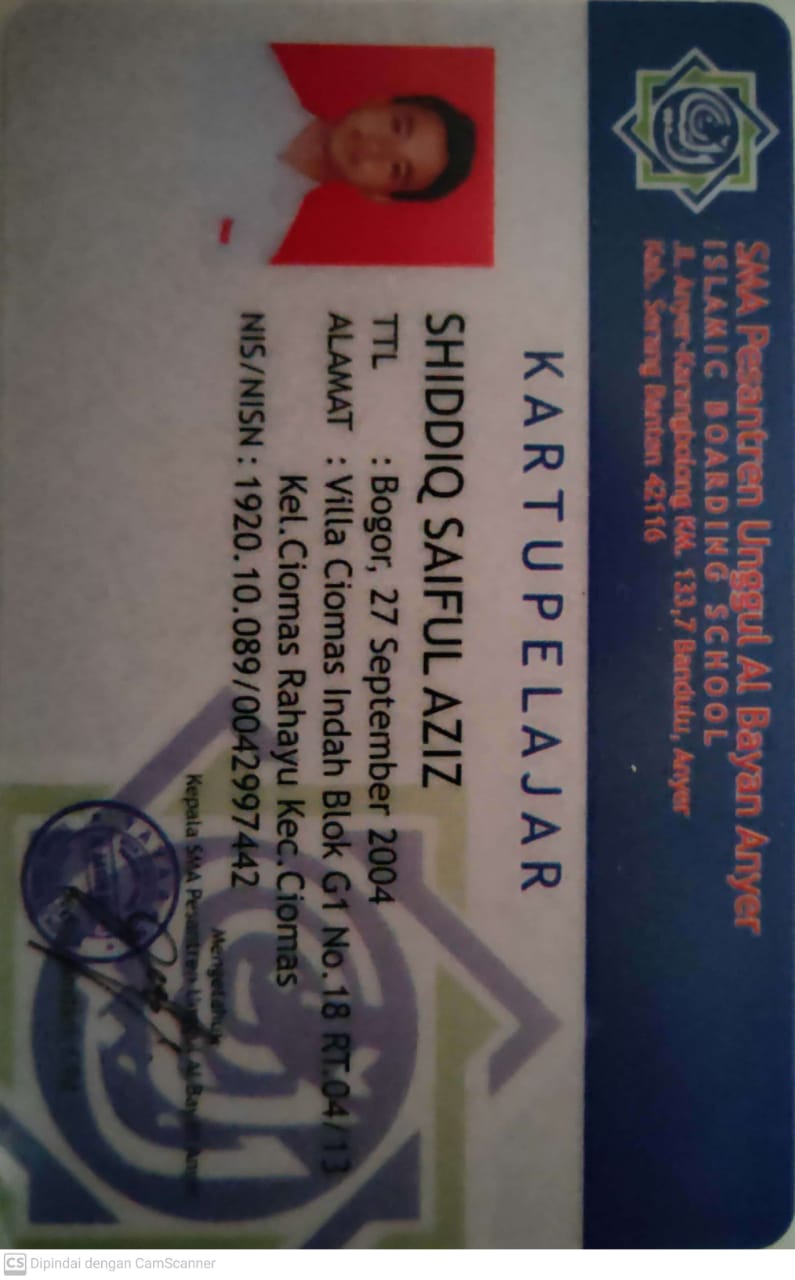 SMA Pesantren Unggul Al Bayan Anyer
ISLAMIC BOARDING SCHOOL
JL. Anyer-Karangbolong KM. 133,7 Bandulu, Anyer
Kab. Serang Banten 42116
KARTU PELAJAR
SHIDDIQ SAIFUL AZIZ
TTL : Bogor, 27 September 2004
ALAMAT : Villa Ciomas Indah Blok G1 No.18 RT.04/13
Kel.Ciomas Rahayu Kec.Ciomas
NIS/NISN : 1920.10.089/0042997442
Mengetahui
Kepala SMA Pesantren Unggul Al Bayan Anyer
CS Dipindai dengan CamScanner